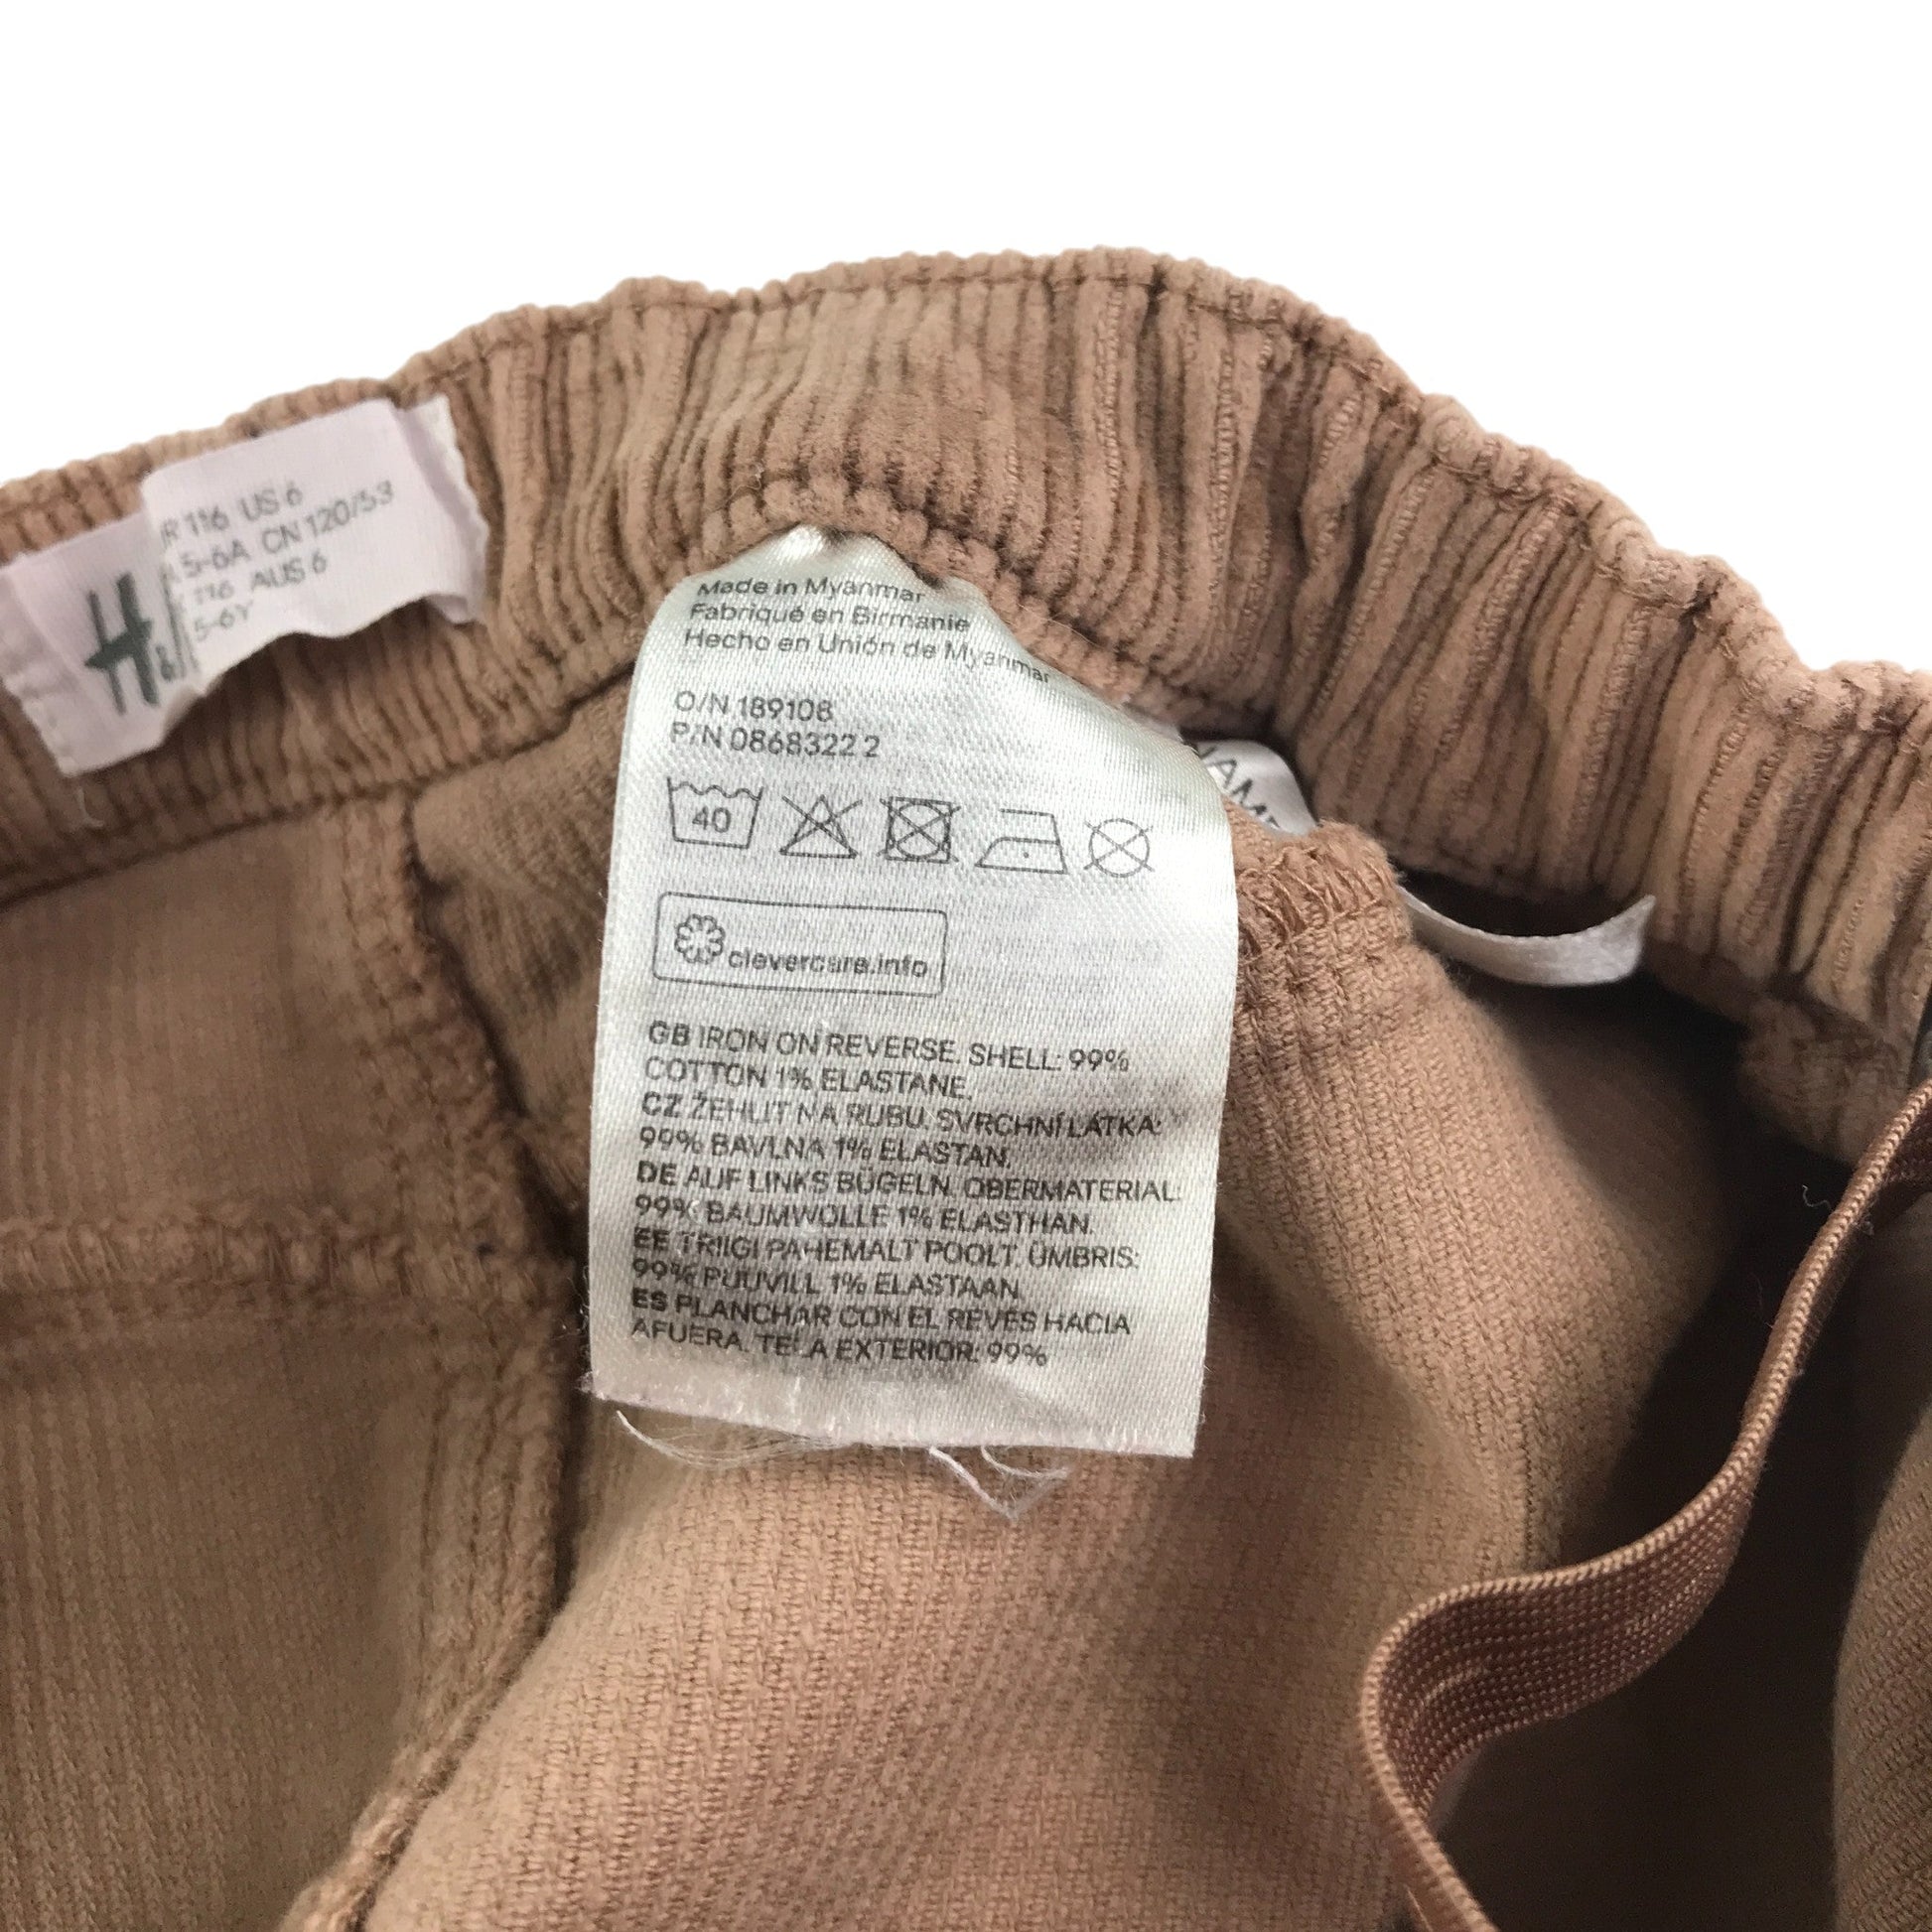 116 US 6
5-6A CN 120/53
116 AUS 6
5-6Y
H&
Made in Myanmar
Fabriqué en Birmanie
Hecho en Unión de Myanmar
O/N 189108
P/N 0868322 2
40
clevercare.info
GB IRON ON REVERSE. SHELL: 99%
COTTON 1% ELASTANE.
CZ ŽEHLIT NA RUBU. SVRCHNÍ LÁTKA:
99% BAVLNA 1% ELASTAN.
DE AUF LINKS BÜGELN. OBERMATERIAL:
99% BAUMWOLLE 1% ELASTHAN.
EE TRIIGI PAHEMALT POOLT. ÜMBRIS:
99% PUUVILL 1% ELASTAAN.
ES PLANCHAR CON EL REVÉS HACIA
AFUERA. TELA EXTERIOR: 99%